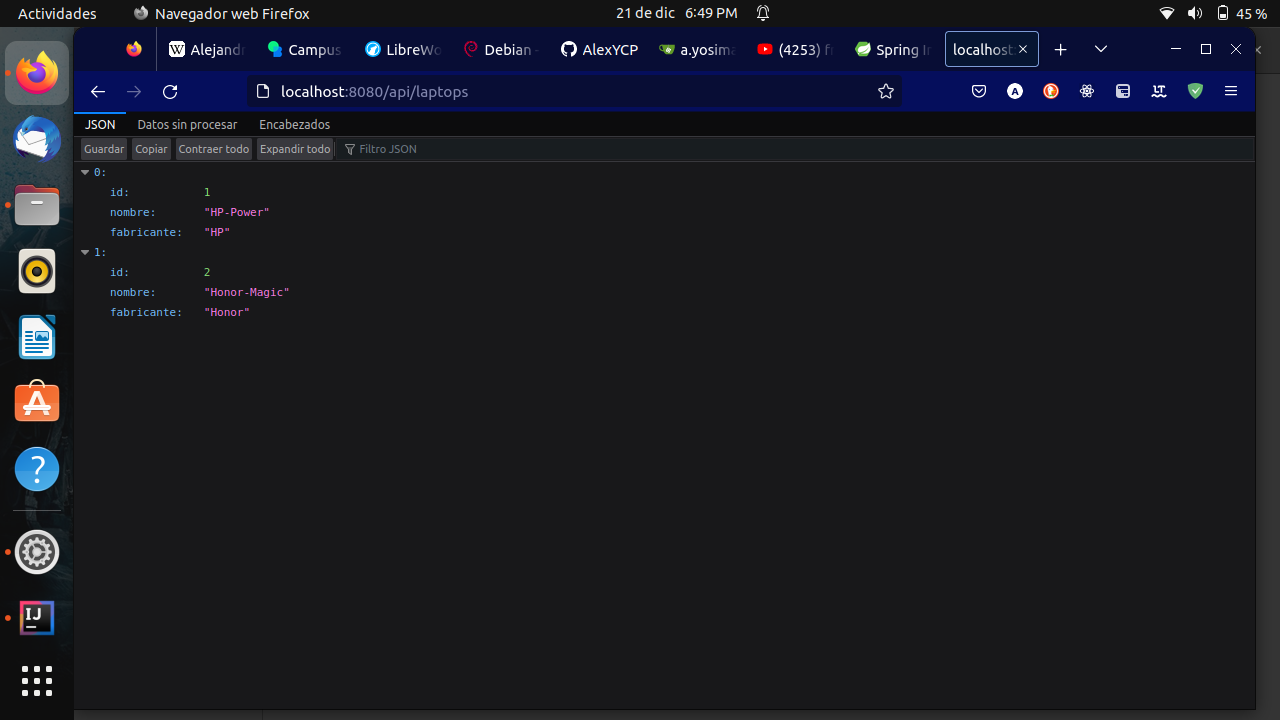 Actividades Navegador web Firefox 21 de dic 6:49 PM 45 %
Alejand Campus LibreWo Debian AlexYCP a.yosima (4253) f Spring I localhost:
localhost:8080/api/laptops
JSON Datos sin procesar Encabezados
Guardar Copiar Contraer todo Expandir todo Filtro JSON
0:
id: 1
nombre: "HP-Power"
fabricante: "HP"
1:
id: 2
nombre: "Honor-Magic"
fabricante: "Honor"